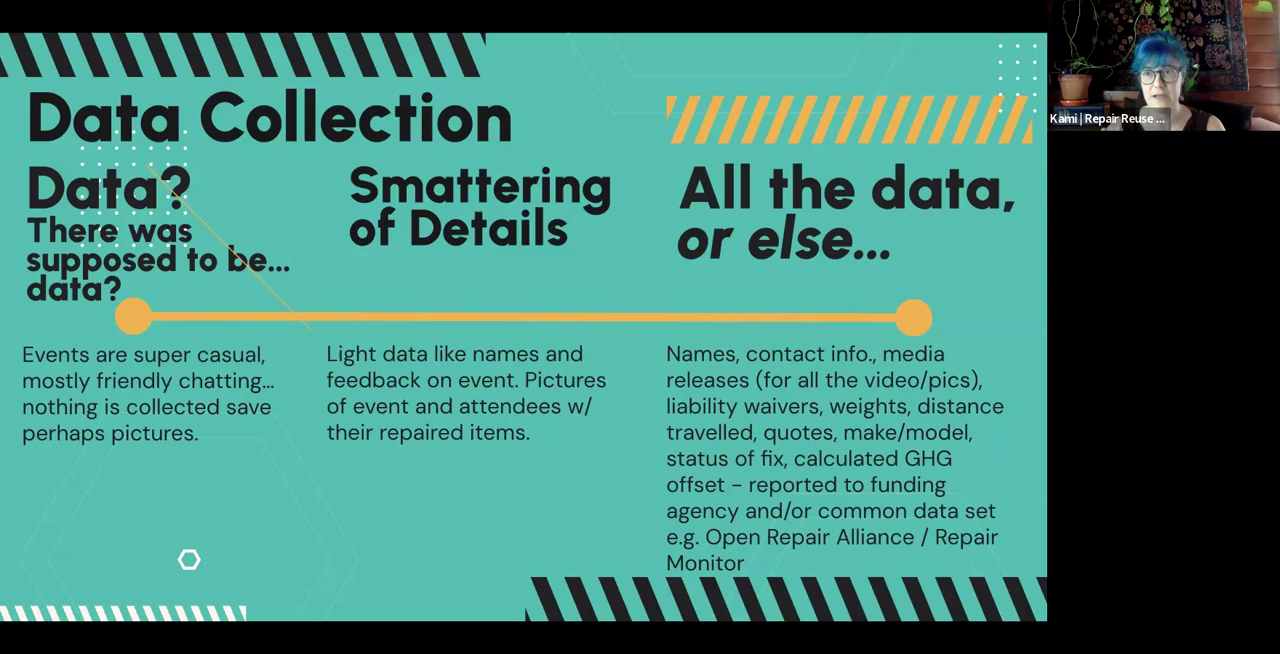 Data Collection
Data?
There was
supposed to be...
data?
Events are super casual,
mostly friendly chatting...
nothing is collected save
perhaps pictures.
Smattering
of Details
Light data like names and
feedback on event. Pictures
of event and attendees w/
their repaired items.
All the data,
or else...
Names, contact info., media
releases (for all the video/pics),
liability waivers, weights, distance
travelled, quotes, make/model,
status of fix, calculated GHG
offset - reported to funding
agency and/or common data set
e.g. Open Repair Alliance / Repair
Monitor
Kami | Repair Reuse ...